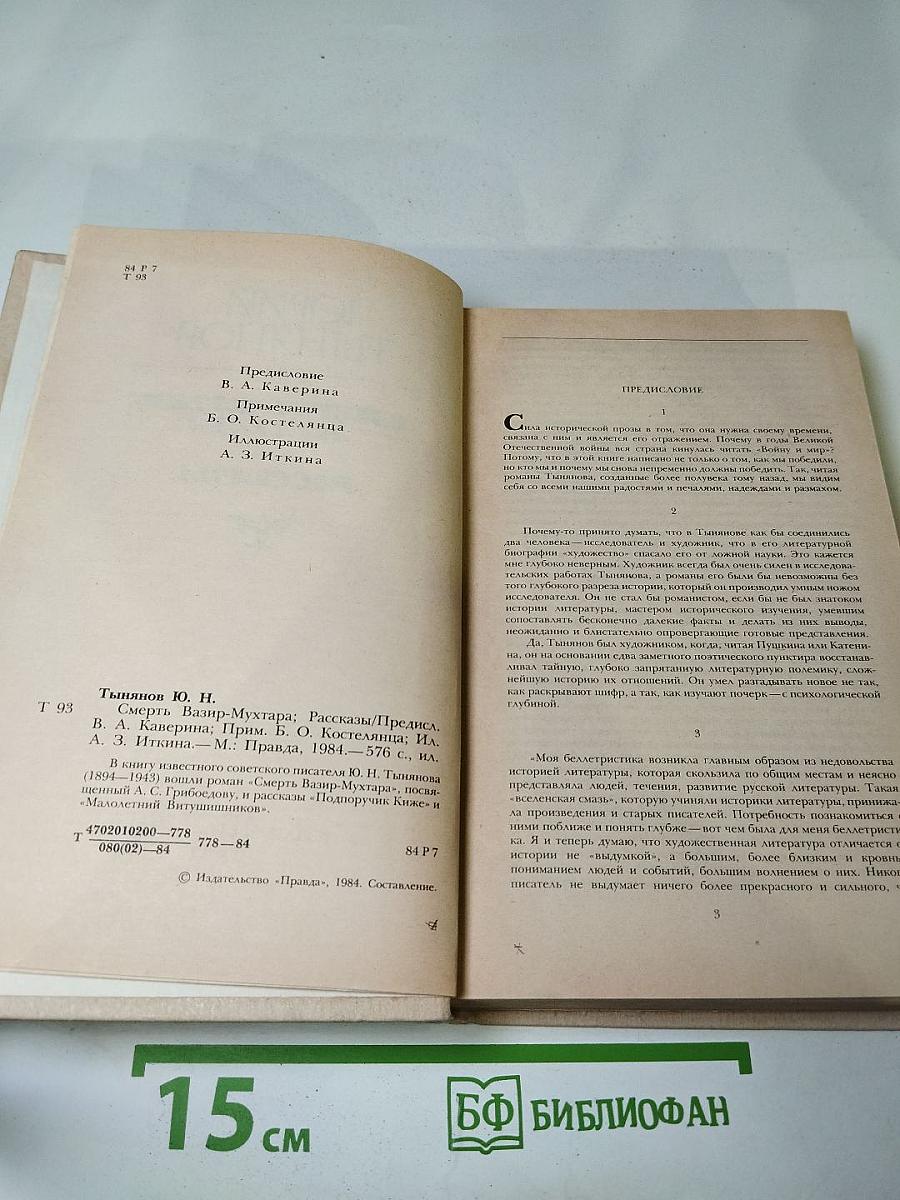 84 Р 7
Т 93
Предисловие
В. А. Каверина
Примечания
Б. О. Костелянца
Иллюстрации
А. З. Иткина
Тынянов Ю. Н.
Т 93
Смерть Вазир-Мухтара; Рассказы/Предисл.
В. А. Каверина; Прим. Б. О. Костелянца; Ил.
А. З. Иткина.— М.: Правда, 1984.— 576 с., ил.
В книгу известного советского писателя Ю. Н. Тынянова
(1894—1943) вошли роман «Смерть Вазир-Мухтара», посвя-
щенный А. С. Грибоедову, и рассказы «Подпоручик Киже» и
«Малолетний Витушишников».
Т 4702010200—778
080(02)—84
778—84
84 Р 7
© Издательство «Правда», 1984. Составление.
ПРЕДИСЛОВИЕ
1
Сила исторической прозы в том, что она нужна своему времени,
связана с ним и является его отражением. Почему в годы Великой
Отечественной войны вся страна кинулась читать «Войну и мир»?
Потому, что в этой книге написано не только о том, как мы победили,
но кто мы и почему мы снова непременно должны победить. Так, читая
романы Тынянова, созданные более полувека тому назад, мы видим
себя со всеми нашими радостями и печалями, надеждами и размахом.
2
Почему-то принято думать, что в Тынянове как бы соединились
два человека — исследователь и художник, что в его литературной
биографии «художество» спасало его от ложной науки. Это кажется
мне глубоко неверным. Художник всегда был очень силен в исследова-
тельских работах Тынянова, а романы его были бы невозможны без
того глубокого разреза истории, который он производил умным ножом
исследователя. Он не стал бы романистом, если бы не был знатоком
истории литературы, мастером исторического изучения, умевшим
сопоставлять бесконечно далекие факты и делать из них выводы,
неожиданно и блистательно опровергающие готовые представления.
Да, Тынянов был художником, когда, читая Пушкина или Катени-
на, он на основании едва заметного поэтического пунктира восстанав-
ливал тайную, глубоко запрятанную литературную полемику, слож-
нейшую историю их отношений. Он умел разгадывать новое не так,
как раскрывают шифр, а так, как изучают почерк — с психологической
глубиной.
3
«Моя беллетристика возникла главным образом из недовольства
историей литературы, которая скользила по общим местам и неясно
представляла людей, течения, развитие русской литературы. Такая
«вселенская смазь», которую учиняли историки литературы, принижа-
ла произведения и старых писателей. Потребность познакомиться с
ними поближе и понять глубже — вот чем была для меня беллетристи-
ка. Я и теперь думаю, что художественная литература отличается о
истории не «выдумкой», а большим, более близким и кровны
пониманием людей и событий, большим волнением о них. Никог
писатель не выдумает ничего более прекрасного и сильного, ч
3
15 см
БФ БИБЛИОФАН